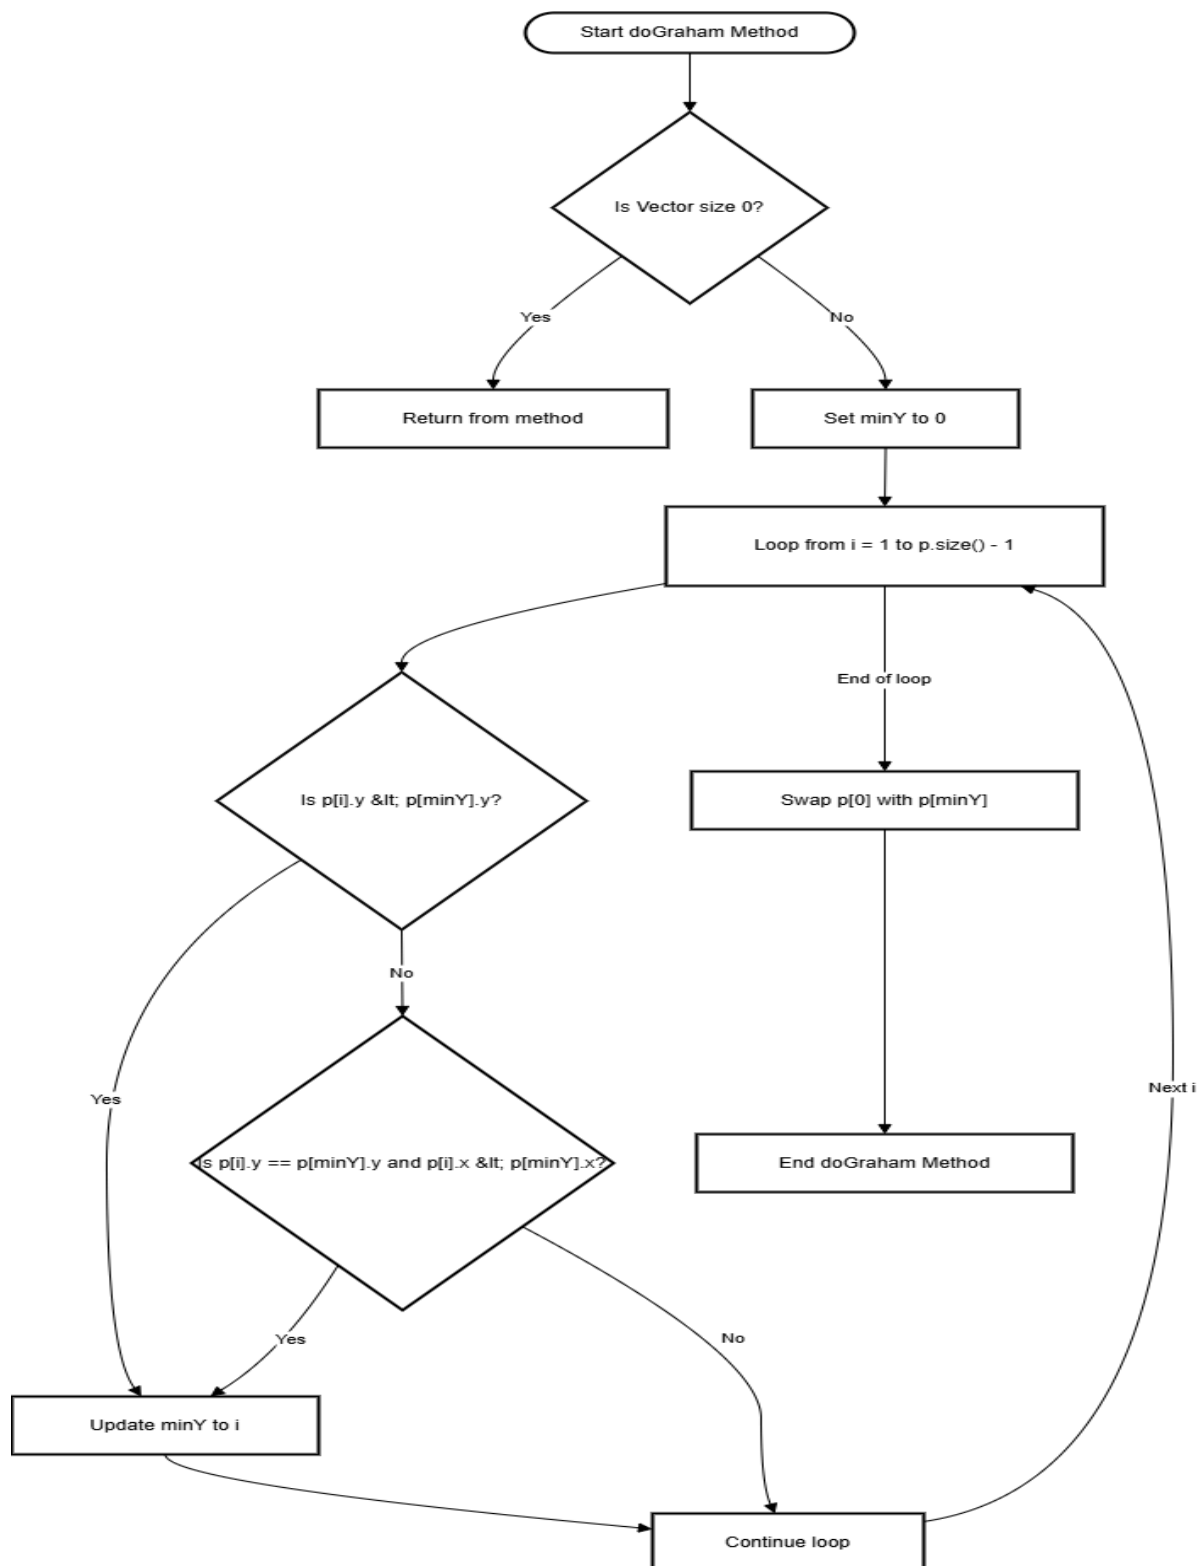 Start doGraham Method
Is Vector size 0?
Yes
No
Return from method
Set minY to 0
Loop from i = 1 to p.size() - 1
End of loop
Is p[i].y &lt; p[minY].y?
Swap p[0] with p[minY]
No
Yes
Next i
Is p[i].y == p[minY].y and p[i].x &lt; p[minY].x?
End doGraham Method
Yes
No
Update minY to i
Continue loop